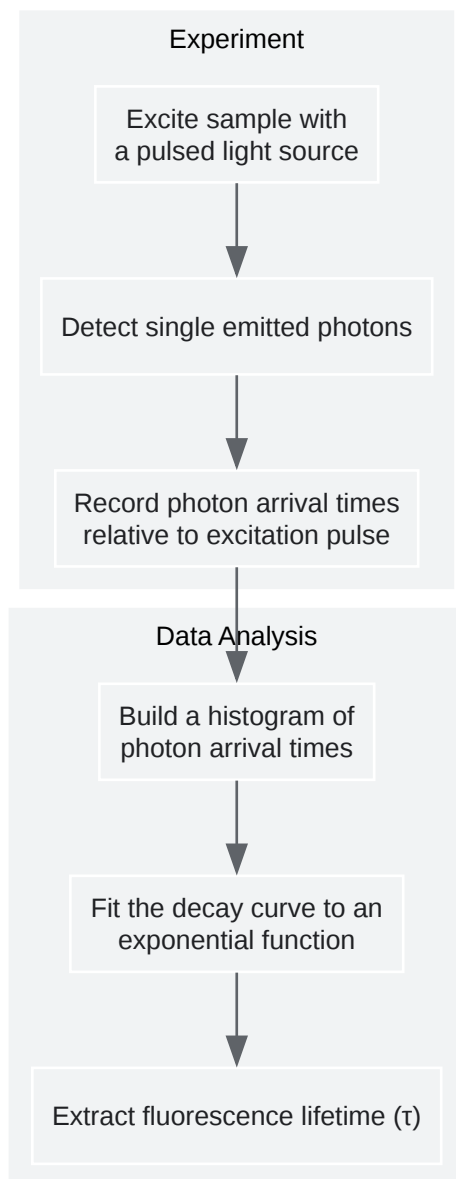 Experiment
Excite sample with
a pulsed light source
Detect single emitted photons
Record photon arrival times
relative to excitation pulse
Data Analysis
Build a histogram of
photon arrival times
Fit the decay curve to an
exponential function
Extract fluorescence lifetime (τ)